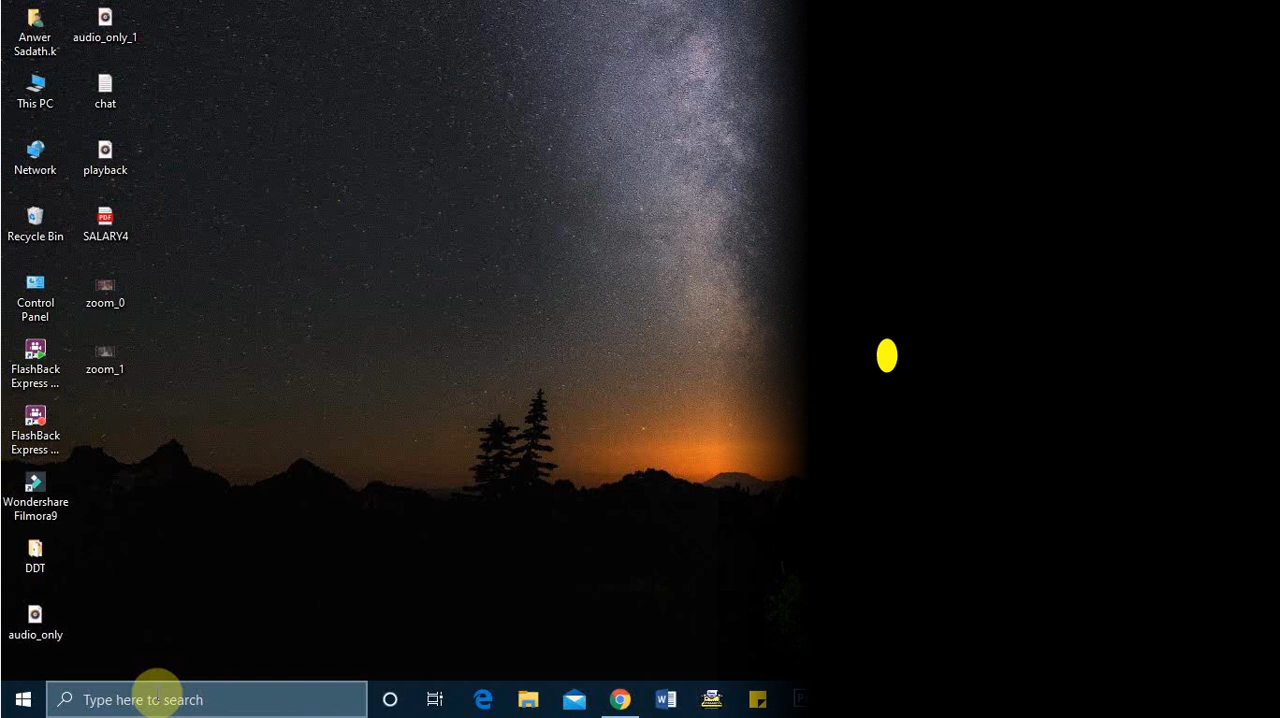 Anwer
Sadath.k
audio_only_1
This PC
chat
Network
playback
Recycle Bin
SALARY4
PDF
Control
Panel
zoom_0
FlashBack
Express ...
zoom_1
FlashBack
Express ...
Wondershare
Filmora9
DDT
audio_only
Type here to search